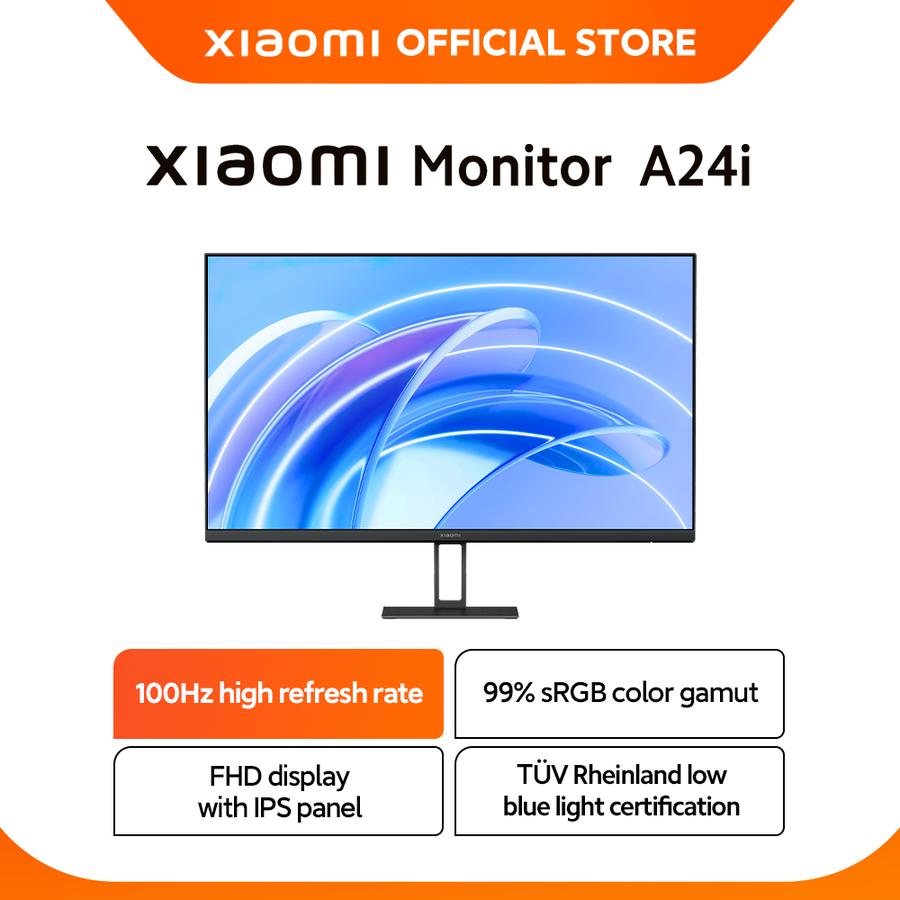 xiaomi OFFICIAL STORE
xiaomi Monitor A24i
xiaomi
100Hz high refresh rate
99% sRGB color gamut
FHD display
with IPS panel
TÜV Rheinland low
blue light certification